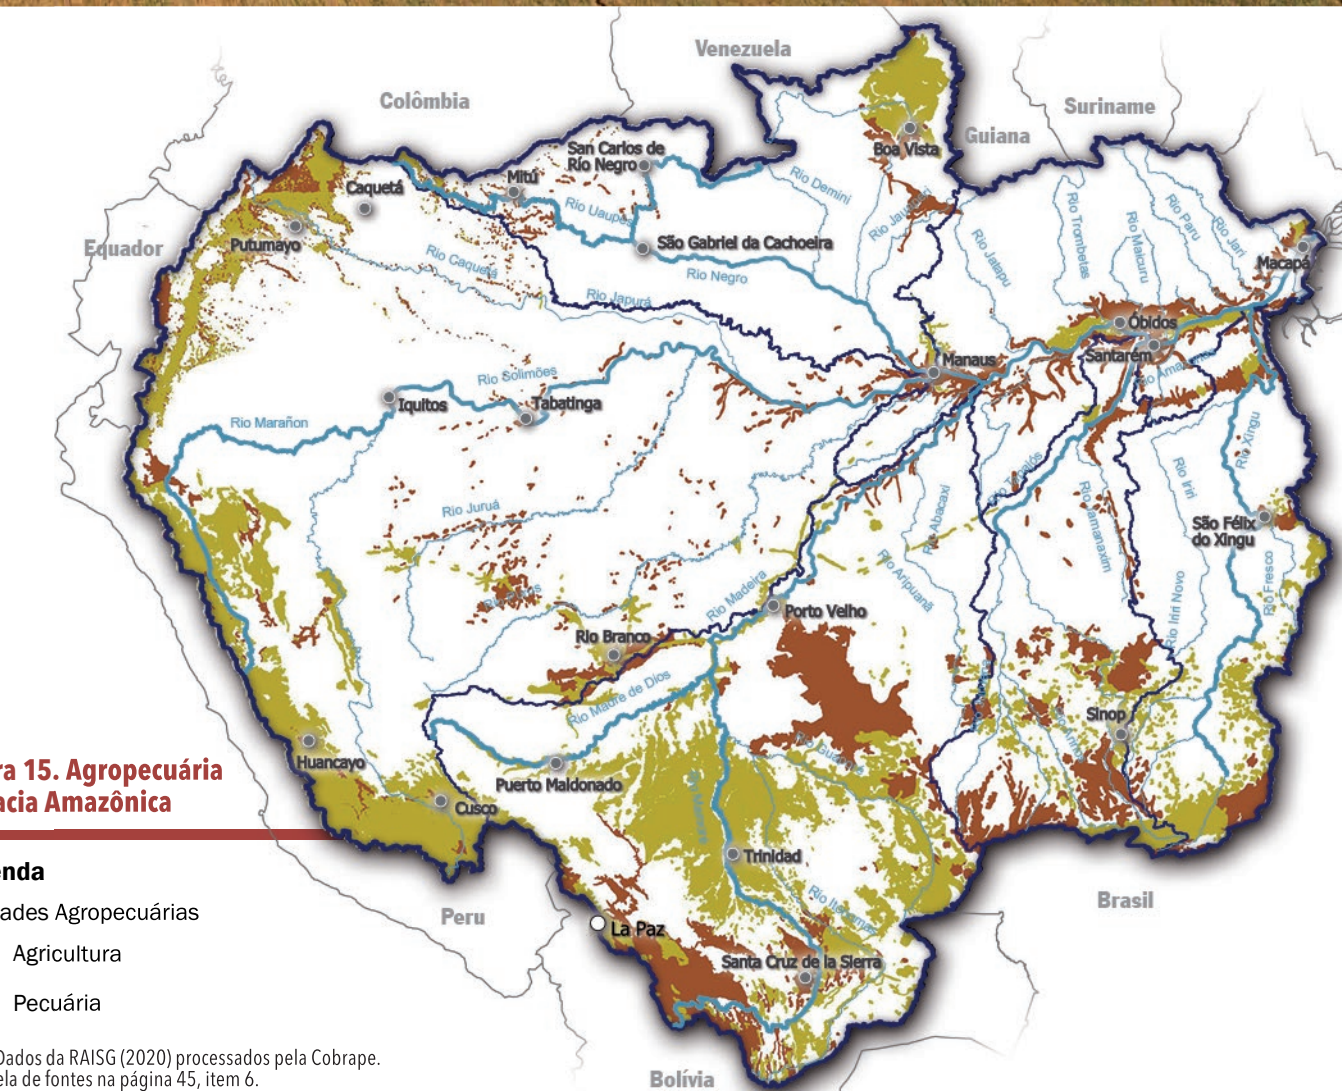 Venezuela
Colômbia
Suriname
Guiana
Equador
San Carlos de
Río Negro
Boa Vista
Mitú
Caquetá
Rio Uaupés
Rio Demini
Rio Jauaperi
Rio Trombetas
Rio Maicuru
Rio Paru
Rio Jari
Putumayo
São Gabriel da Cachoeira
Rio Jatapu
Macapá
Rio Caquetá
Rio Negro
Rio Japurá
Óbidos
Santarém
Manaus
Rio Solimões
Iquitos
Tabatinga
Rio Marañon
Rio Xingu
Rio Tapajós
Rio Iriri
Rio Juruá
Rio Abacaxi
Rio Jamanaxim
São Félix
do Xingu
Rio Aripuanã
Rio Fresco
Rio Madeira
Porto Velho
Rio Iriri Novo
Rio Branco
Rio Madre de Dios
Sinop
Huancayo
Puerto Maldonado
Cusco
Trinidad
Peru
La Paz
Santa Cruz de la Sierra
Brasil
Bolívia
ra 15. Agropecuária
acia Amazônica
enda
ades Agropecuárias
Agricultura
Pecuária
Dados da RAISG (2020) processados pela Cobrape.
ela de fontes na página 45, item 6.